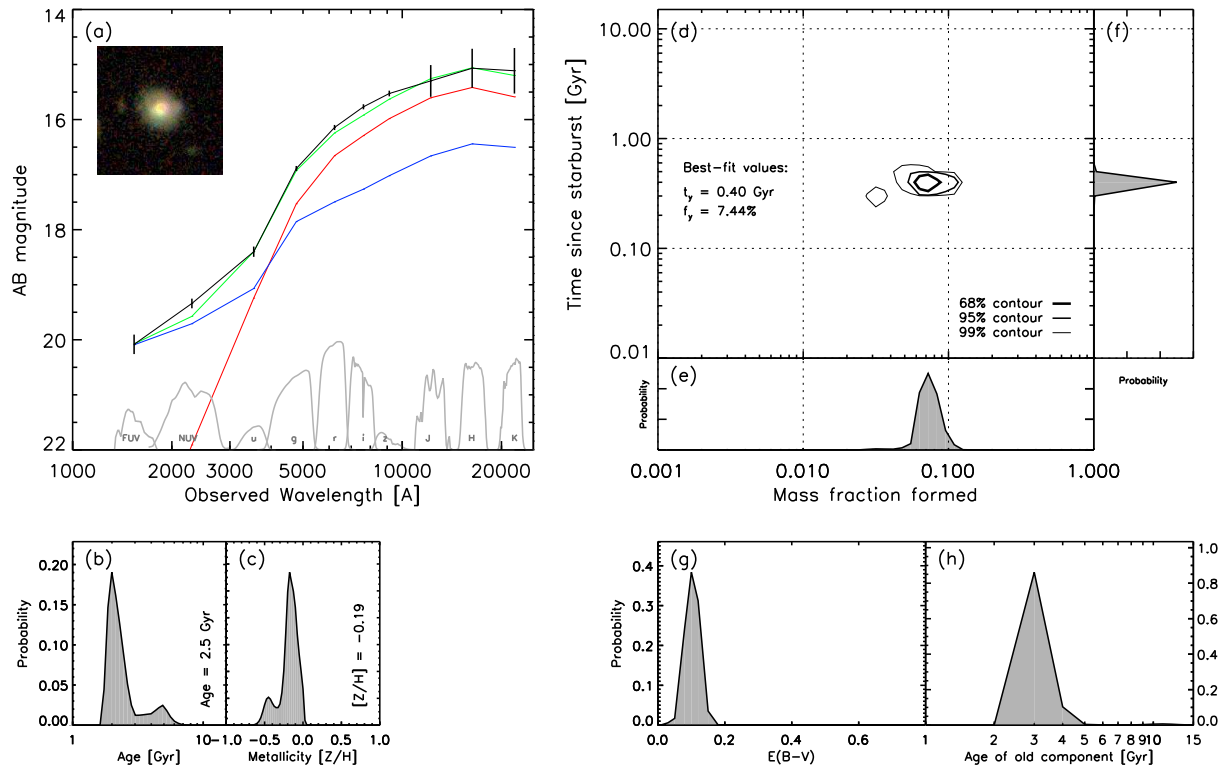 (a)
14
16
18
20
22
AB magnitude
FUV NUV u g r i z J H K
1000 2000 5000 10000 20000
Observed Wavelength [A]
(d)
10.00
1.00
0.10
0.01
Time since starburst [Gyr]
Best-fit values:
t_y = 0.40 Gyr
f_y = 7.44%
68% contour
95% contour
99% contour
(f)
Probability
(e)
Probability
0.001 0.010 0.100 1.000
Mass fraction formed
(b)
0.20
0.15
0.10
0.05
0.00
Probability
Age = 2.5 Gyr
1 10
Age [Gyr]
(c)
[Z/H] = -0.19
-1.0 -0.5 0.0 0.5 1.0
Metallicity [Z/H]
(g)
0.4
0.3
0.2
0.1
0.0
Probability
0.0 0.2 0.4 0.6
E(B-V)
(h)
1.0
0.8
0.6
0.4
0.2
0.0
1 2 3 4 5 6 7 8 9 10 15
Age of old component [Gyr]